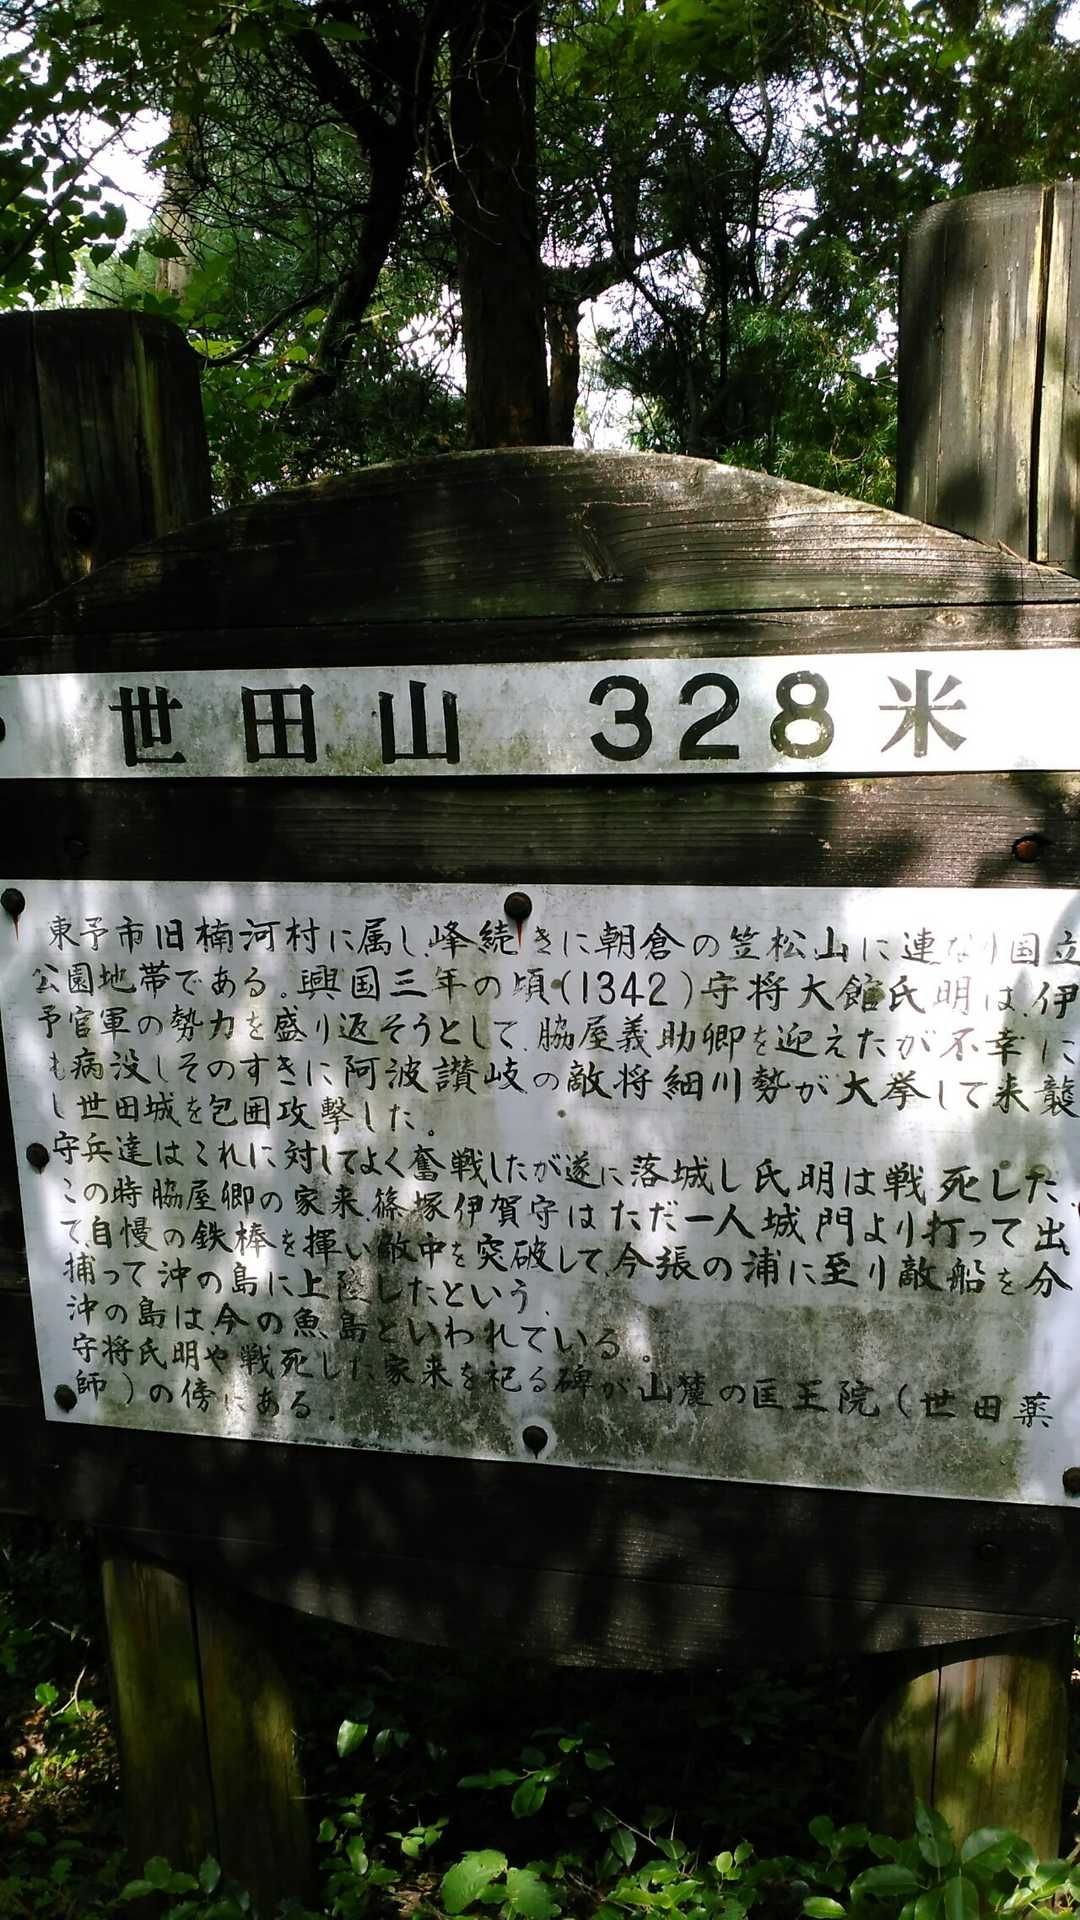 世田山 328米
東予市旧楠河村に属し、峰続きに朝倉の笠松山に連なり国立
公園地帯である。興国三年の頃(1342)守将大館氏明は、伊
予官軍の勢力を盛り返そうとして、脇屋義助卿を迎えたが不幸に
も病没しそのすきに阿波讃岐の敵将細川勢が大挙して来襲
し世田城を包囲攻撃した。
守兵達はこれに対してよく奮戦したが遂に落城し氏明は戦死した
この時脇屋卿の家来、篠塚伊賀守はただ一人城門より打って出
て、自慢の鉄棒を揮い敵中を突破して、今張の浦に至り敵船を分
捕って沖の島に上陸したという、
沖の島は、今の魚島といわれている。
守将氏明や戦死した家来を祀る碑が山麓の匡王院(世田薬
師)の傍にある.